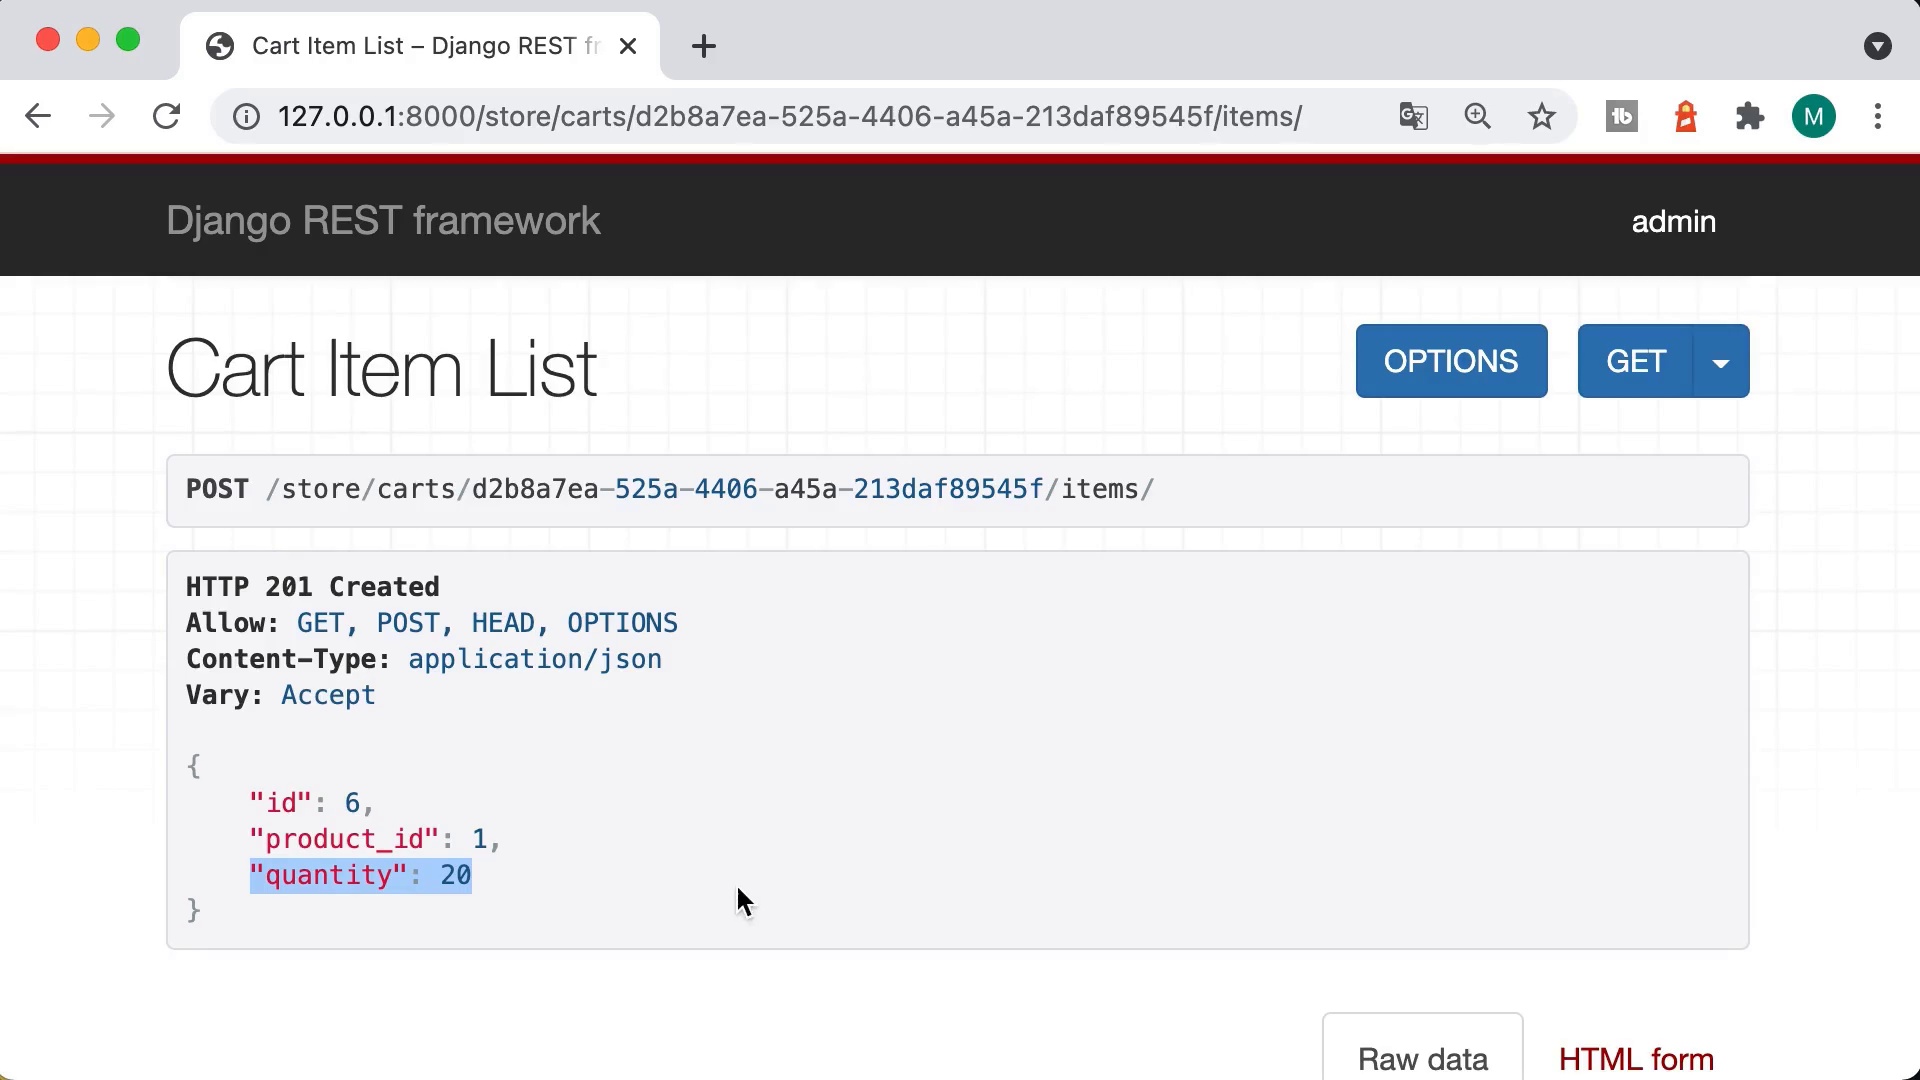 Cart Item List – Django REST fr
127.0.0.1:8000/store/carts/d2b8a7ea-525a-4406-a45a-213daf89545f/items/
M
Django REST framework
admin
Cart Item List
OPTIONS
GET
POST /store/carts/d2b8a7ea-525a-4406-a45a-213daf89545f/items/
HTTP 201 Created
Allow: GET, POST, HEAD, OPTIONS
Content-Type: application/json
Vary: Accept
{
"id": 6,
"product_id": 1,
"quantity": 20
}
Raw data
HTML form